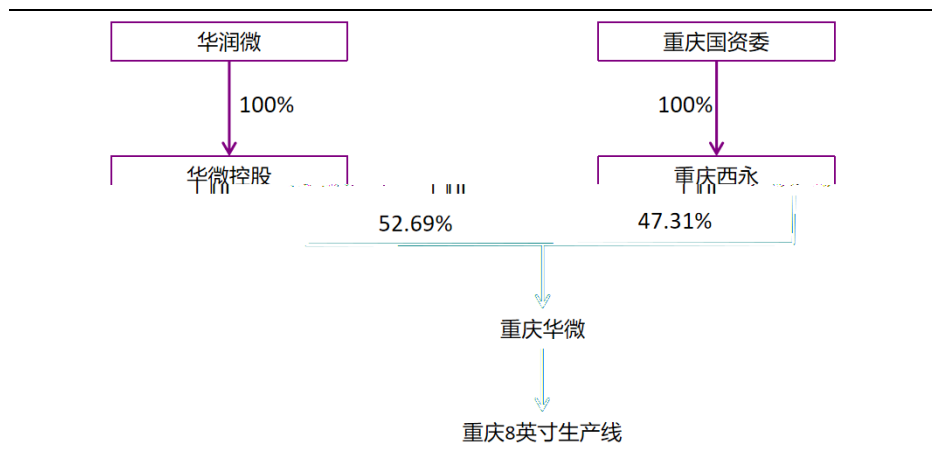 华润微
重庆国资委
100%
100%
华微控股
重庆西永
52.69%
47.31%
重庆华微
重庆8英寸生产线